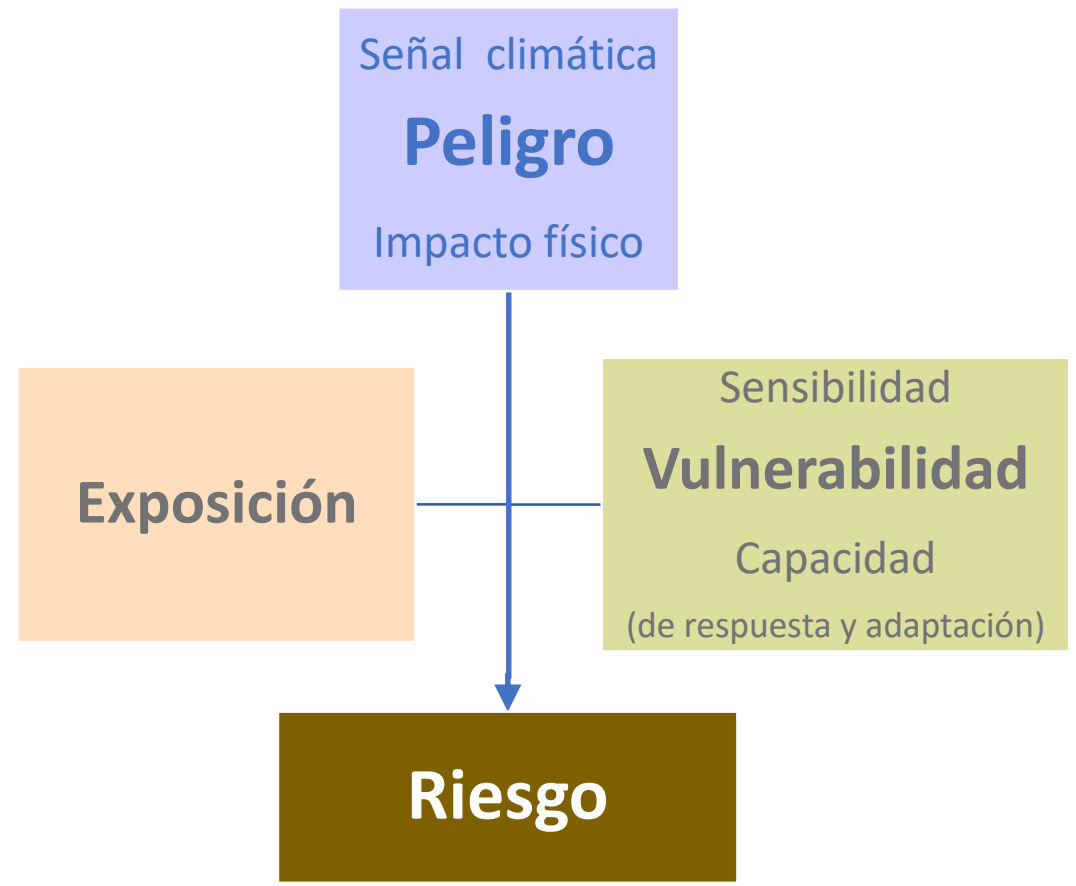 Señal climática
Peligro
Impacto físico
Exposición
Sensibilidad
Vulnerabilidad
Capacidad
(de respuesta y adaptación)
Riesgo